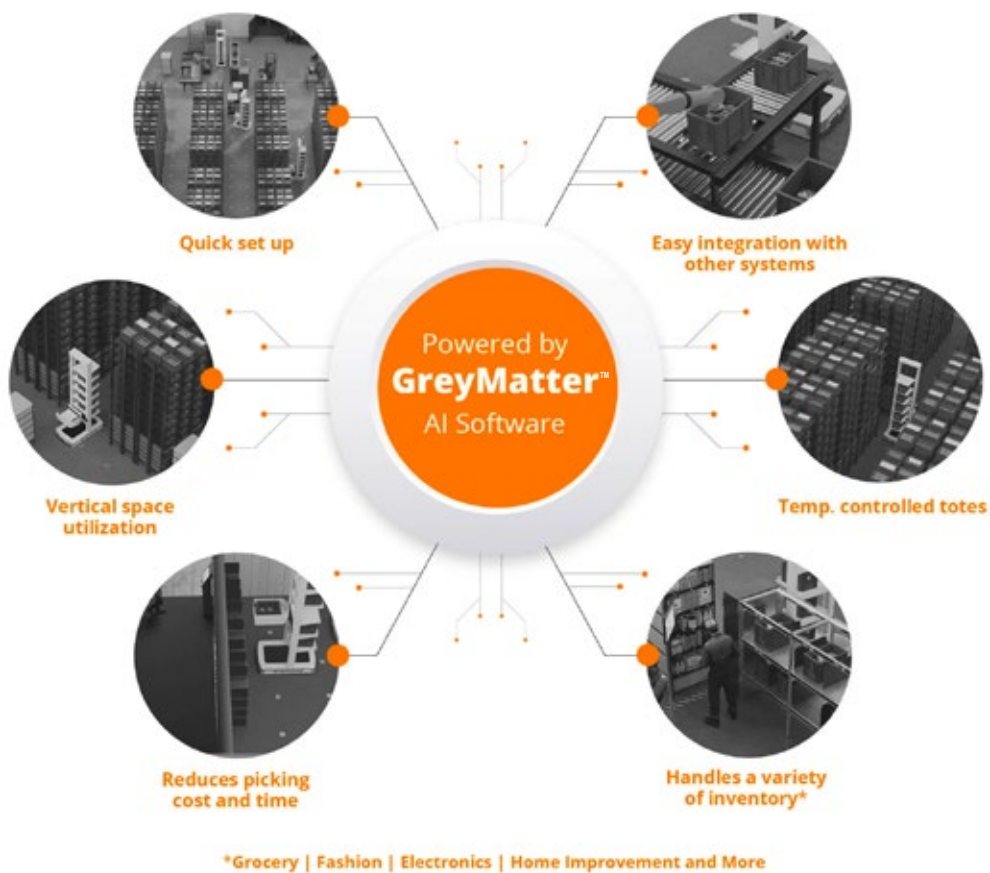 Quick set up
Easy integration with
other systems
Powered by
GreyMatter™
AI Software
Vertical space
utilization
Temp. controlled totes
Reduces picking
cost and time
Handles a variety
of inventory*
*Grocery | Fashion | Electronics | Home Improvement and More